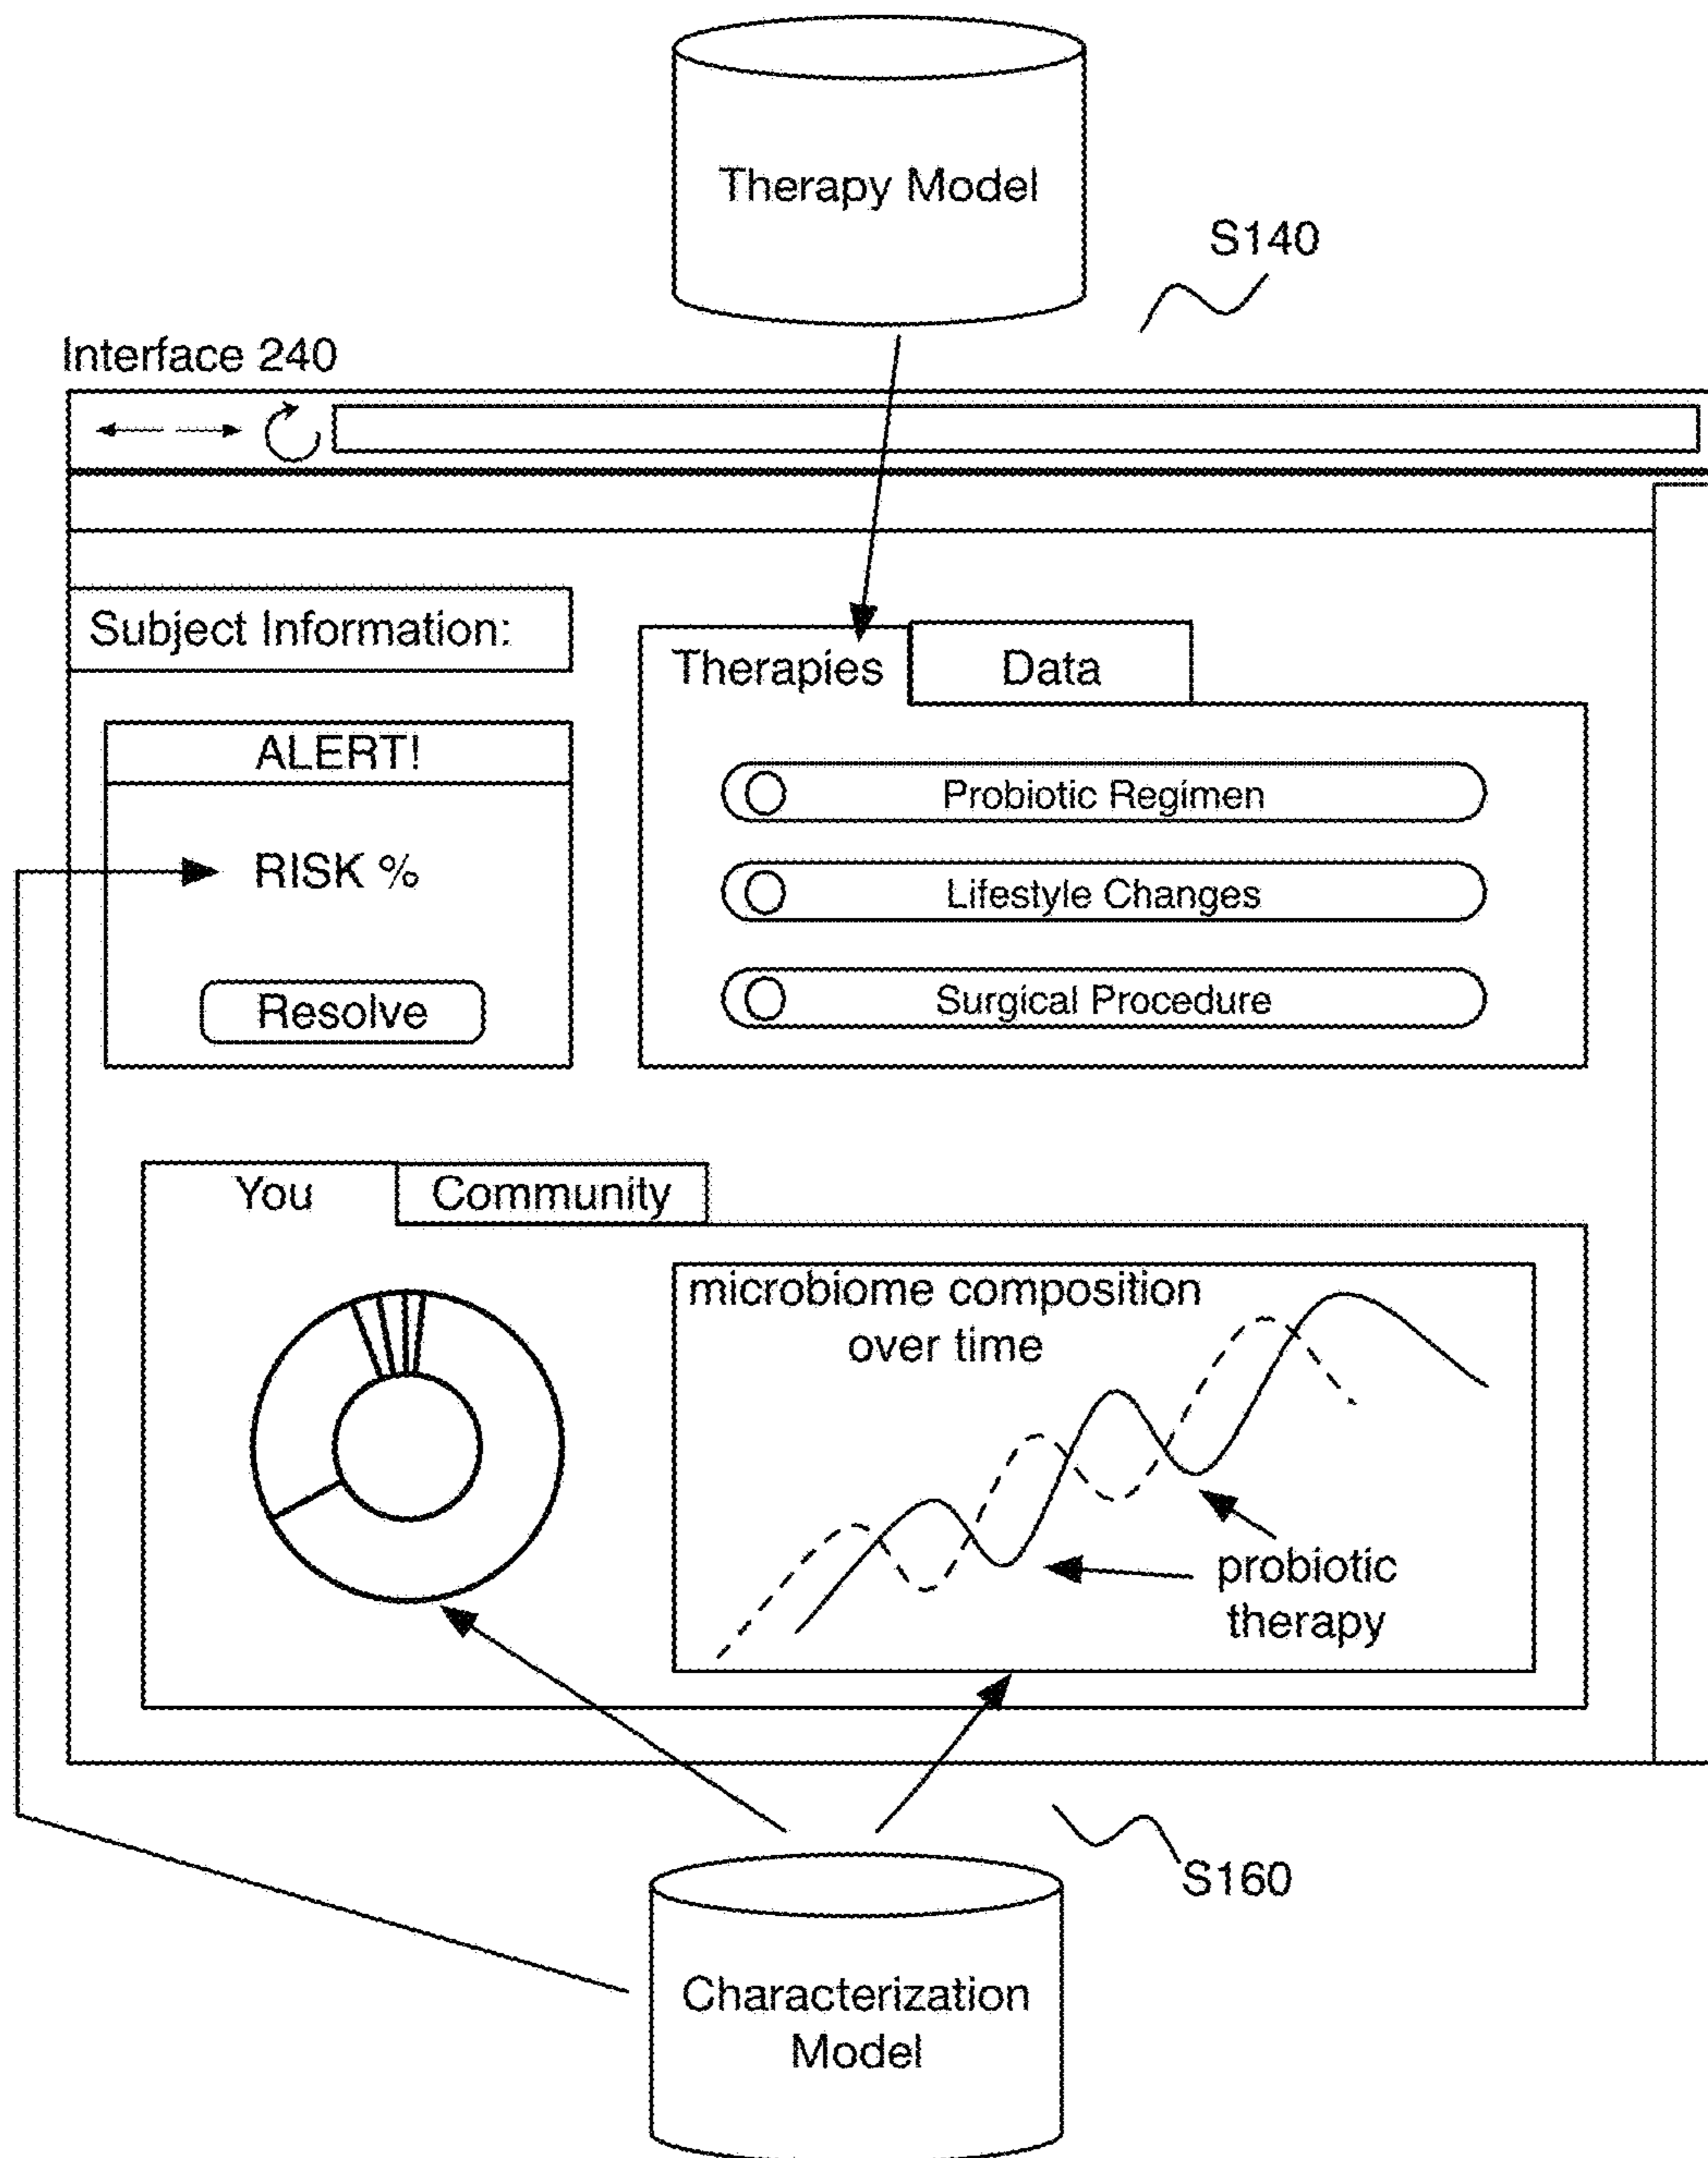 Therapy Model
S140
Interface 240
Subject Information:
Therapies
Data
ALERT!
RISK %
Resolve
Probiotic Regimen
Lifestyle Changes
Surgical Procedure
You
Community
microbiome composition
over time
probiotic
therapy
S160
Characterization
Model